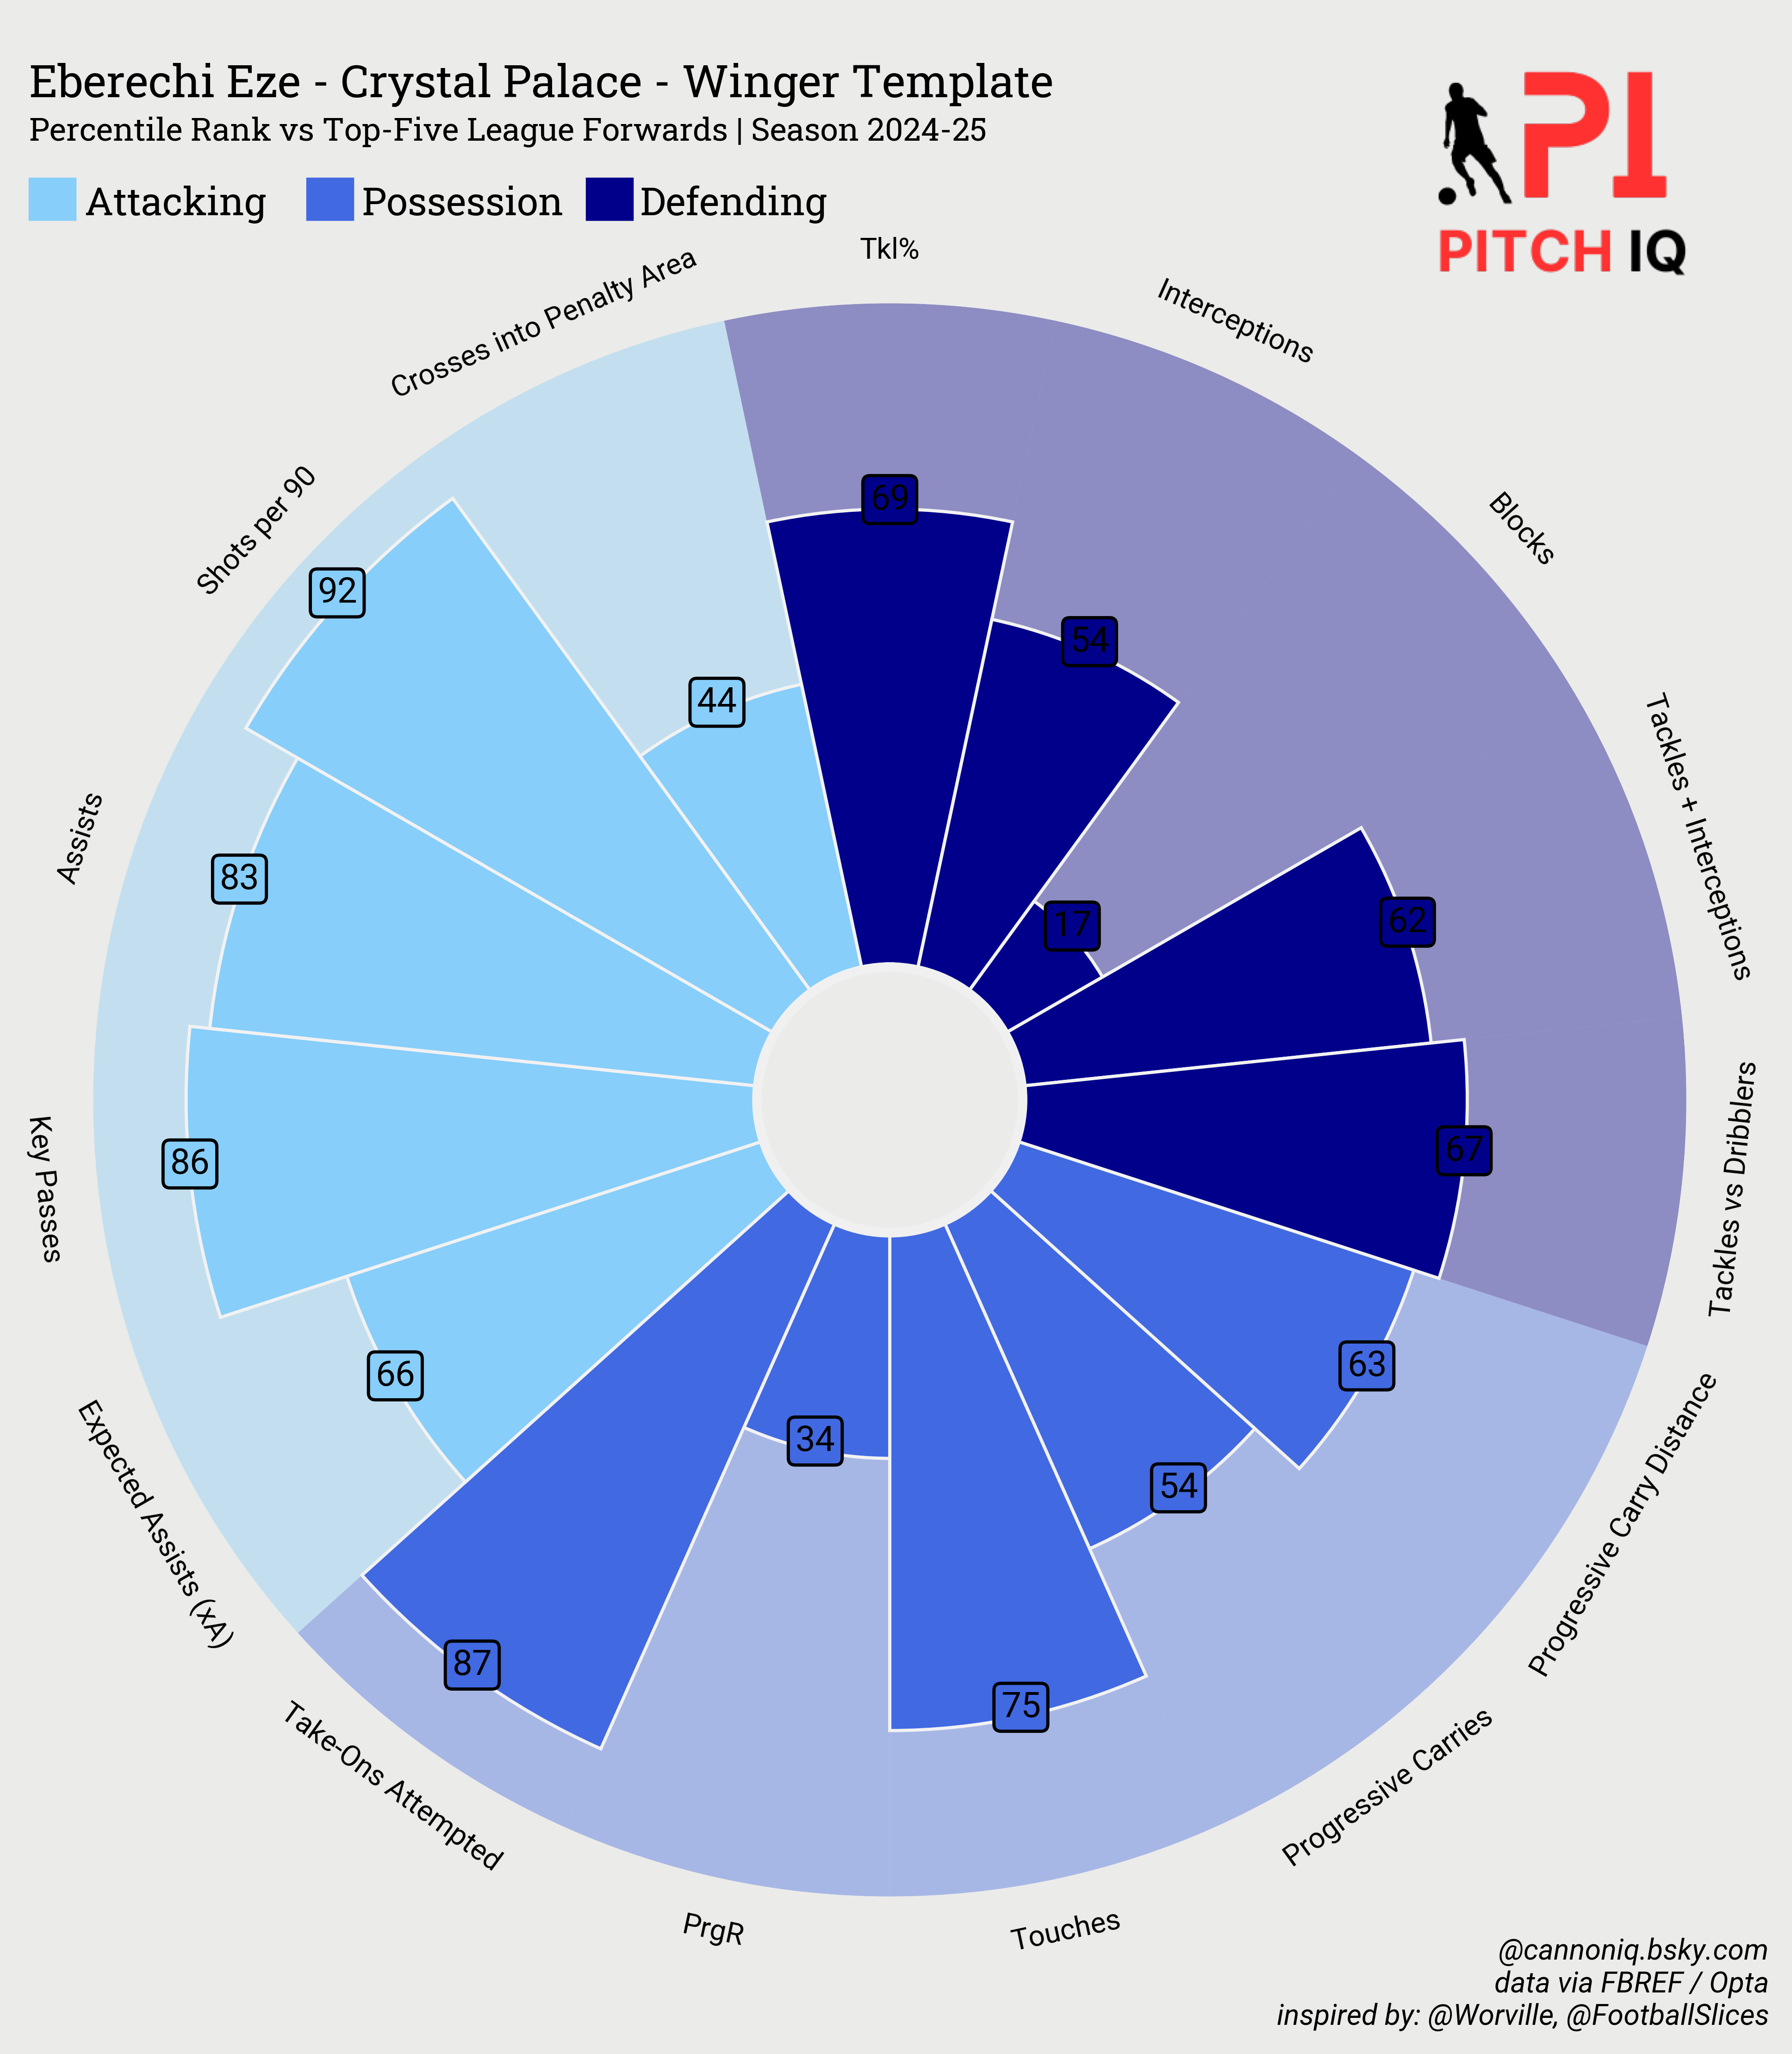 Eberechi Eze - Crystal Palace - Winger Template
Percentile Rank vs Top-Five League Forwards | Season 2024-25
Attacking
Possession
Defending
PI
PITCH IQ
Tkl%
Interceptions
Blocks
Tackles + Interceptions
Tackles vs Dribblers
Progressive Carry Distance
Progressive Carries
Touches
PrgR
Take-Ons Attempted
Expected Assists (xA)
Key Passes
Assists
Shots per 90
Crosses into Penalty Area
69
54
17
62
67
63
54
75
34
87
66
86
83
92
44
@cannoniq.bsky.com
data via FBREF / Opta
inspired by: @Worville, @FootballSlices